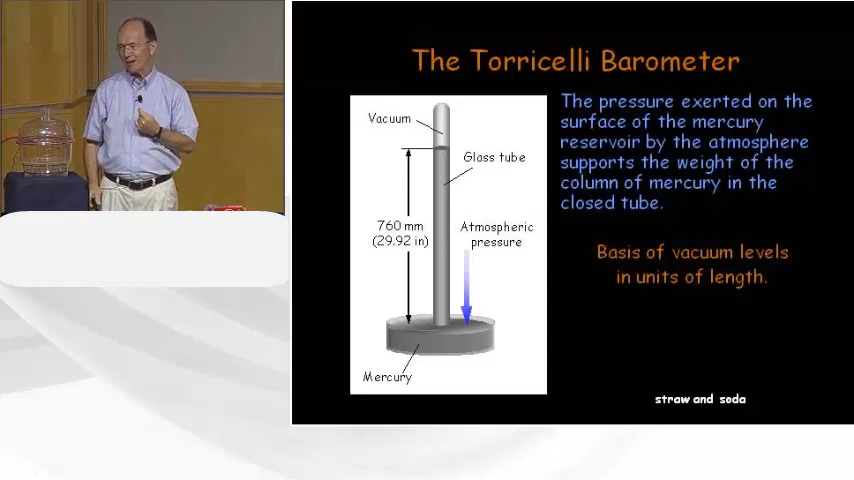 The Torricelli Barometer
Vacuum
Glass tube
760 mm
(29.92 in)
Atmospheric
pressure
Mercury
The pressure exerted on the
surface of the mercury
reservoir by the atmosphere
supports the weight of the
column of mercury in the
closed tube.
Basis of vacuum levels
in units of length.
straw and soda